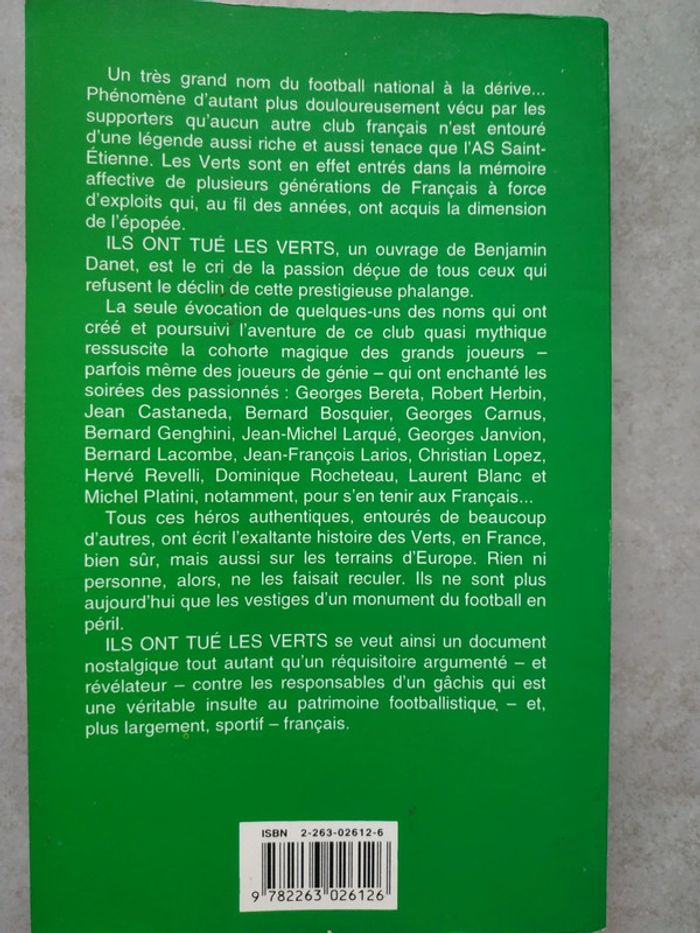 Un très grand nom du football national à la dérive...
Phénomène d'autant plus douloureusement vécu par les
supporters qu'aucun autre club français n'est entouré
d'une légende aussi riche et aussi tenace que l'AS Saint-
Étienne. Les Verts sont en effet entrés dans la mémoire
affective de plusieurs générations de Français à force
d'exploits qui, au fil des années, ont acquis la dimension
de l'épopée.
ILS ONT TUÉ LES VERTS, un ouvrage de Benjamin
Danet, est le cri de la passion déçue de tous ceux qui
refusent le déclin de cette prestigieuse phalange.
La seule évocation de quelques-uns des noms qui ont
créé et poursuivi l'aventure de ce club quasi mythique
ressuscite la cohorte magique des grands joueurs –
parfois même des joueurs de génie – qui ont enchanté les
soirées des passionnés : Georges Bereta, Robert Herbin,
Jean Castaneda, Bernard Bosquier, Georges Carnus,
Bernard Genghini, Jean-Michel Larqué, Georges Janvion,
Bernard Lacombe, Jean-François Larios, Christian Lopez,
Hervé Revelli, Dominique Rocheteau, Laurent Blanc et
Michel Platini, notamment, pour s'en tenir aux Français...
Tous ces héros authentiques, entourés de beaucoup
d'autres, ont écrit l'exaltante histoire des Verts, en France,
bien sûr, mais aussi sur les terrains d'Europe. Rien ni
personne, alors, ne les faisait reculer. Ils ne sont plus
aujourd'hui que les vestiges d'un monument du football en
péril.
ILS ONT TUÉ LES VERTS se veut ainsi un document
nostalgique tout autant qu'un réquisitoire argumenté – et
révélateur – contre les responsables d'un gâchis qui est
une véritable insulte au patrimoine footballistique – et,
plus largement, sportif – français.
ISBN 2-263-02612-6
9 782263 026126